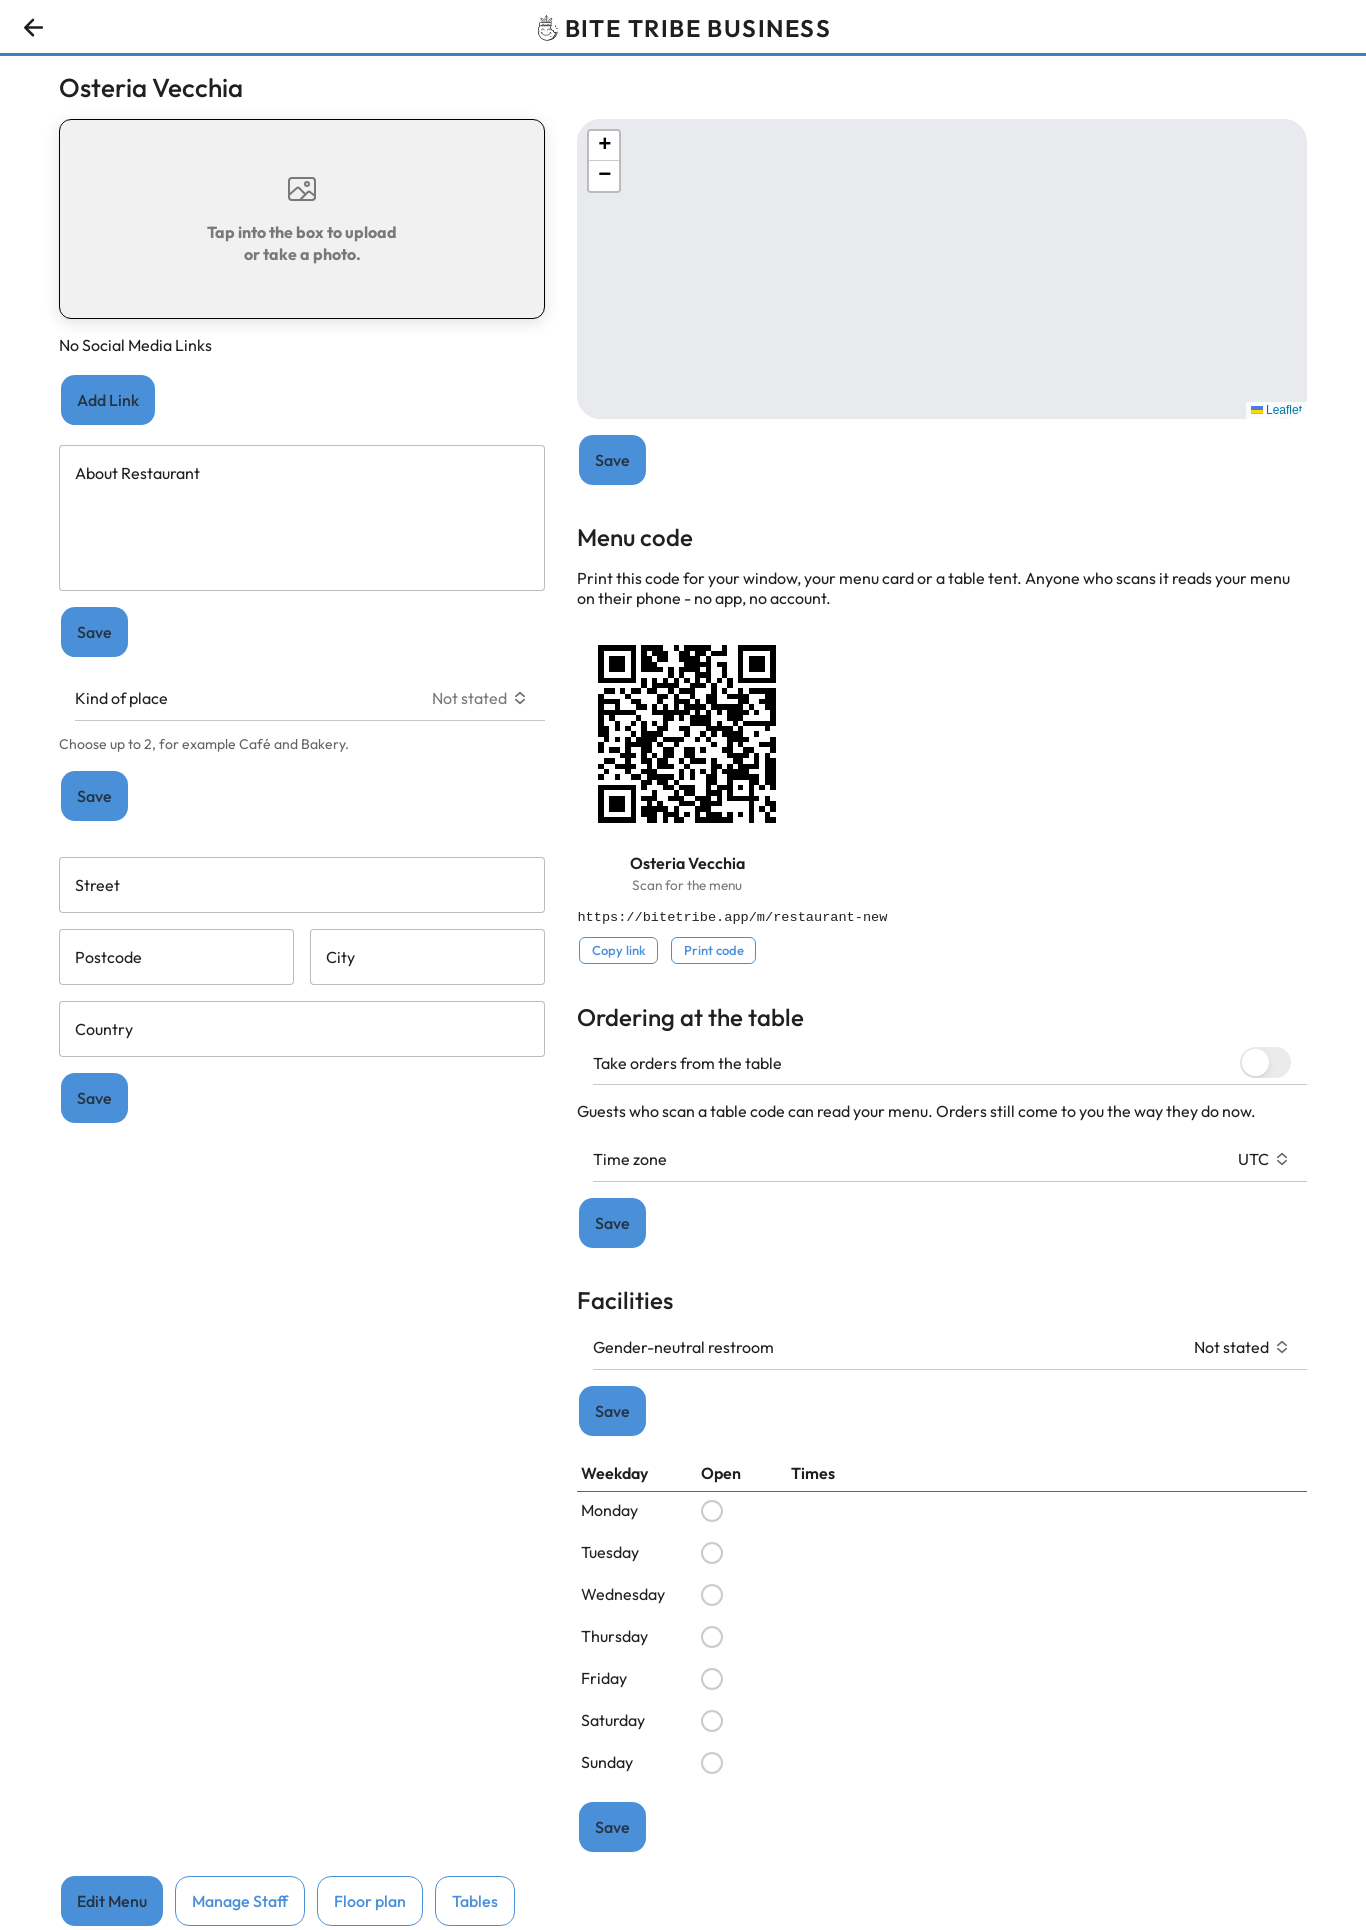 BITE TRIBE BUSINESS
Osteria Vecchia
Tap into the box to upload
or take a photo.
No Social Media Links
Add Link
About Restaurant
Save
Kind of place
Not stated
Choose up to 2, for example Café and Bakery.
Save
Street
Postcode
City
Country
Save
+
−
Leaflet
Save
Menu code
Print this code for your window, your menu card or a table tent. Anyone who scans it reads your menu
on their phone - no app, no account.
Osteria Vecchia
Scan for the menu
https://bitetribe.app/m/restaurant-new
Copy link
Print code
Ordering at the table
Take orders from the table
Guests who scan a table code can read your menu. Orders still come to you the way they do now.
Time zone
UTC
Save
Facilities
Gender-neutral restroom
Not stated
Save
Weekday Open Times
Monday
Tuesday
Wednesday
Thursday
Friday
Saturday
Sunday
Save
Edit Menu
Manage Staff
Floor plan
Tables